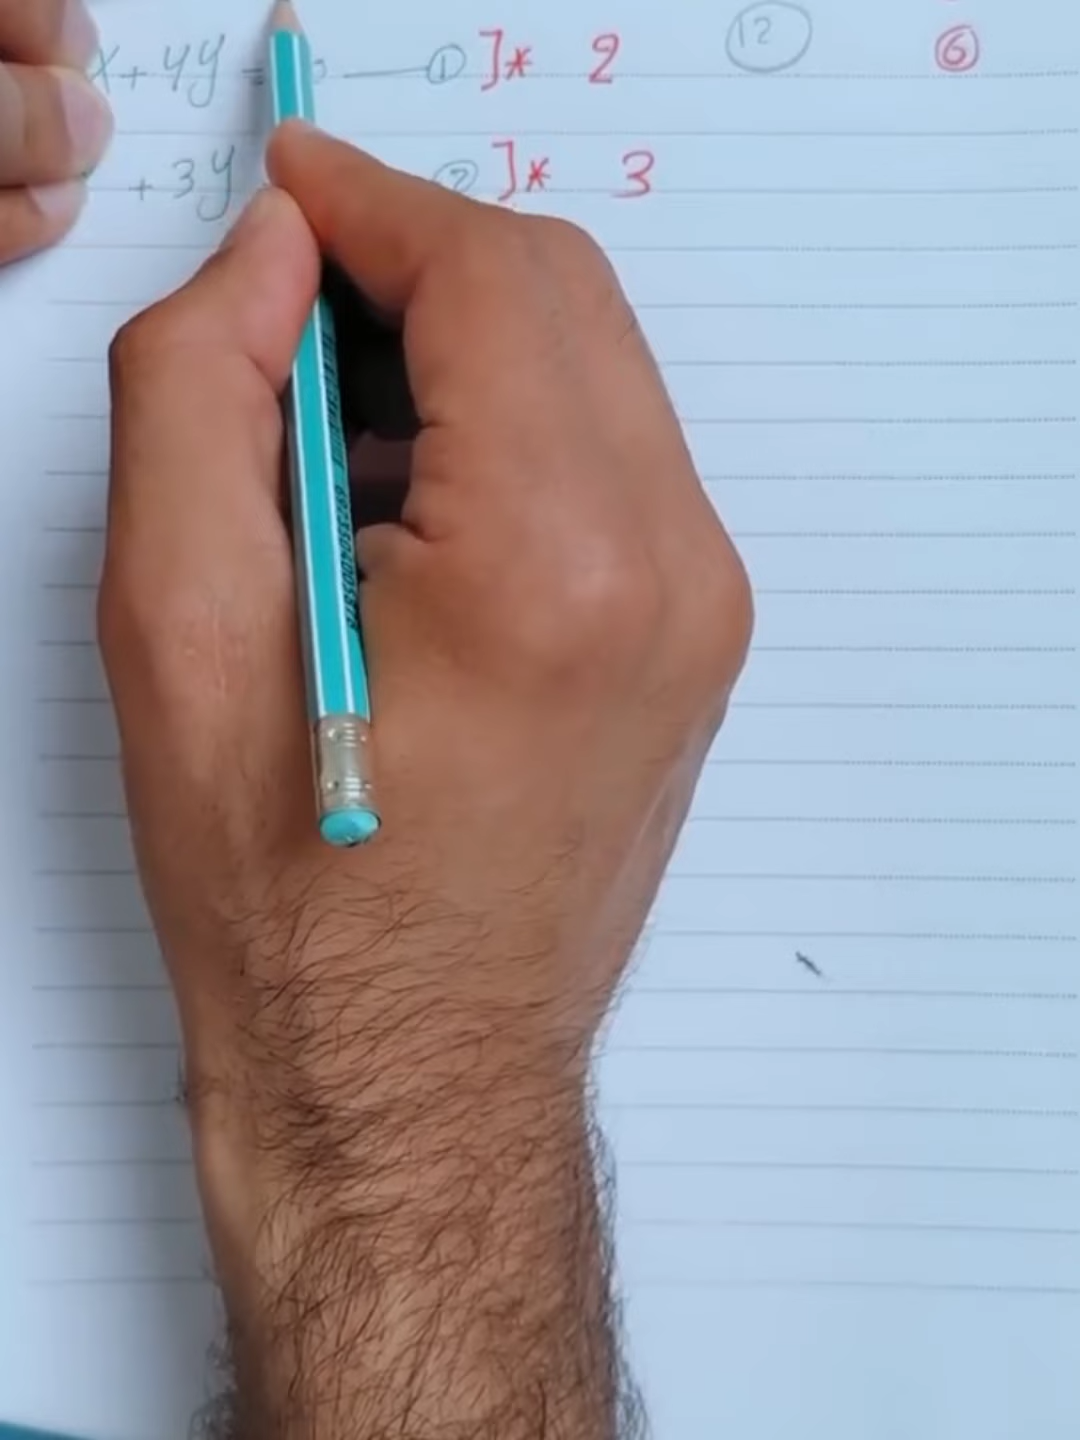 x + 4y = ① ]* 2 12 ⑥
+ 3y ② ]* 3